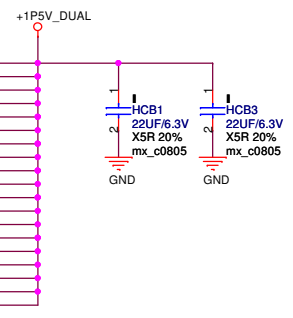 +1P5V_DUAL
1
HCB1
22UF/6.3V
X5R 20%
mx_c0805
2
GND
1
HCB3
22UF/6.3V
X5R 20%
mx_c0805
2
GND